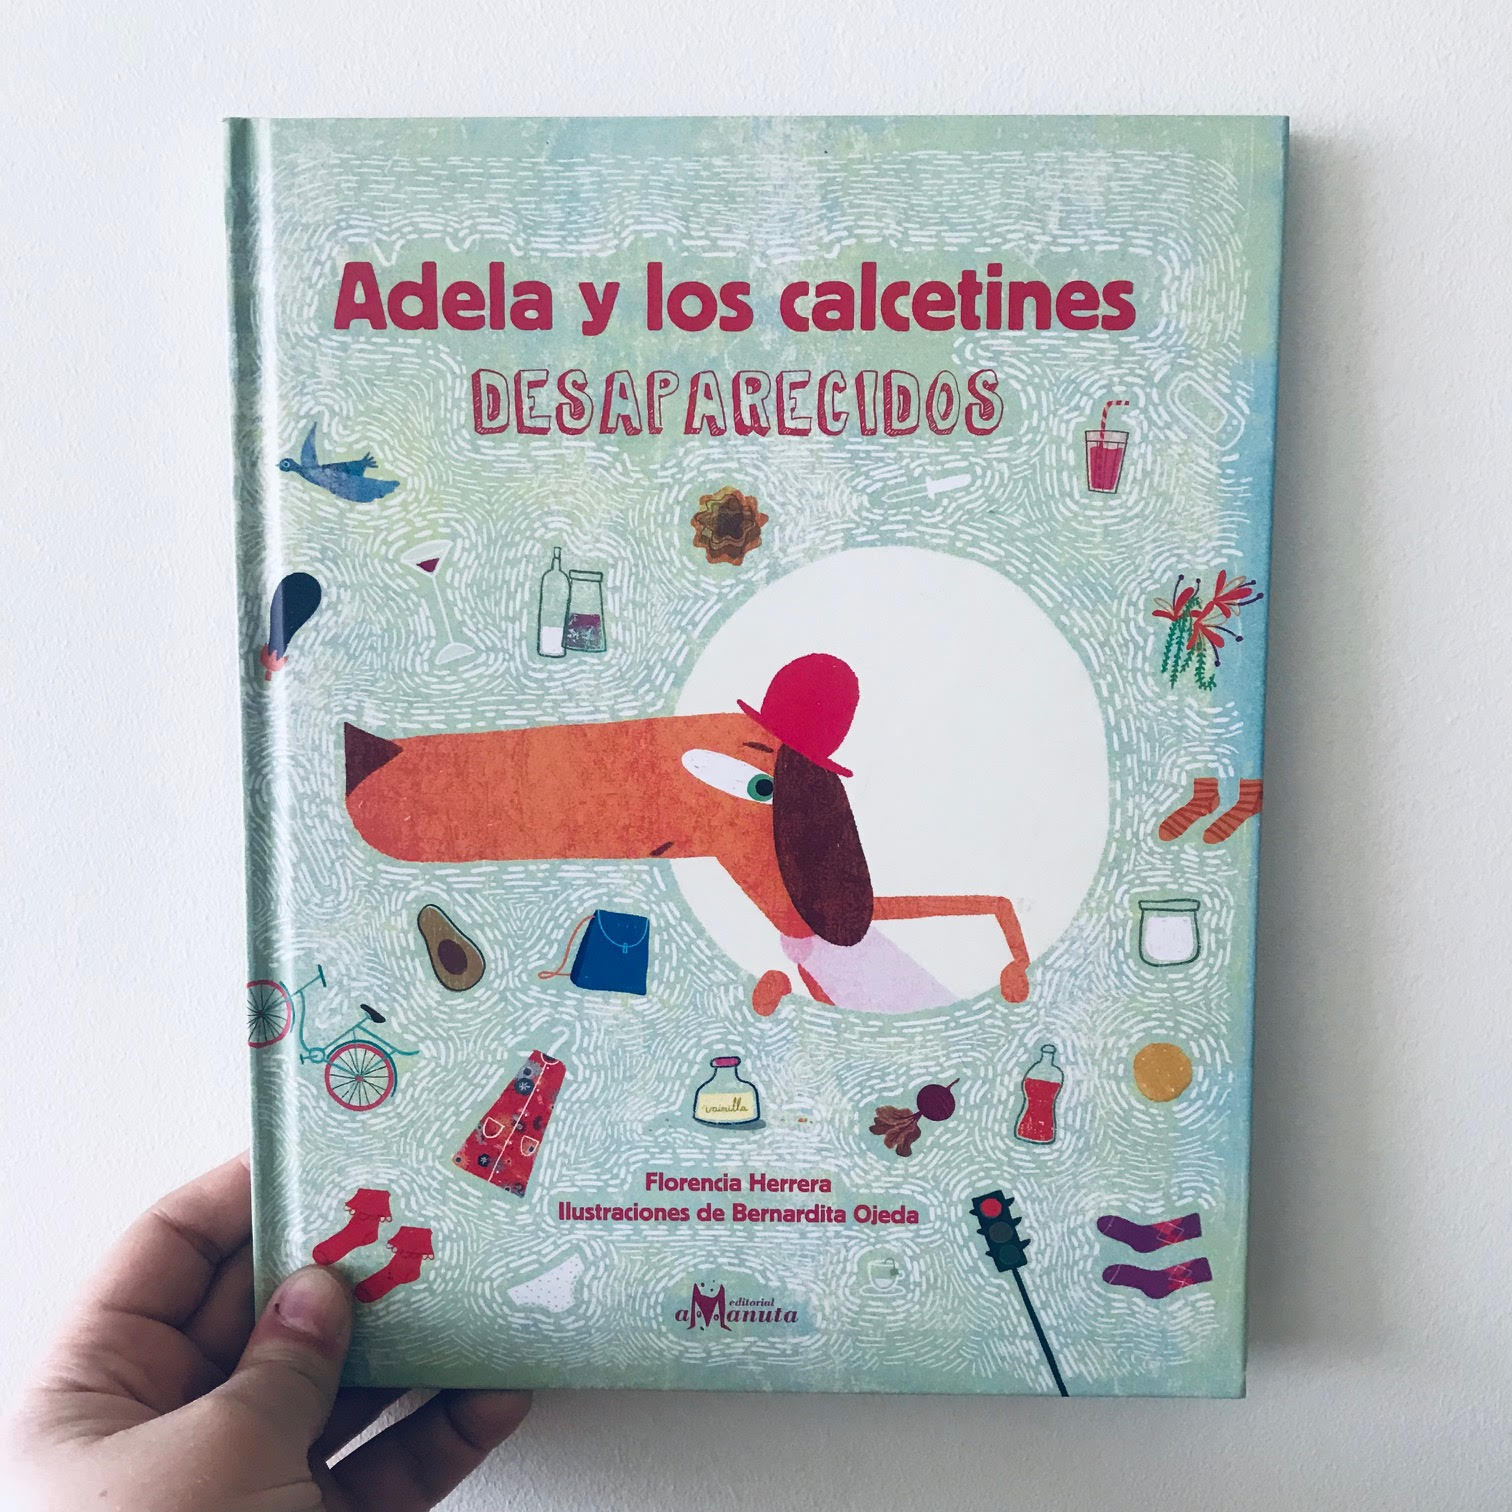 Adela y los calcetines
DESAPARECIDOS
vainilla
Florencia Herrera
Ilustraciones de Bernardita Ojeda
editorial
aManuta